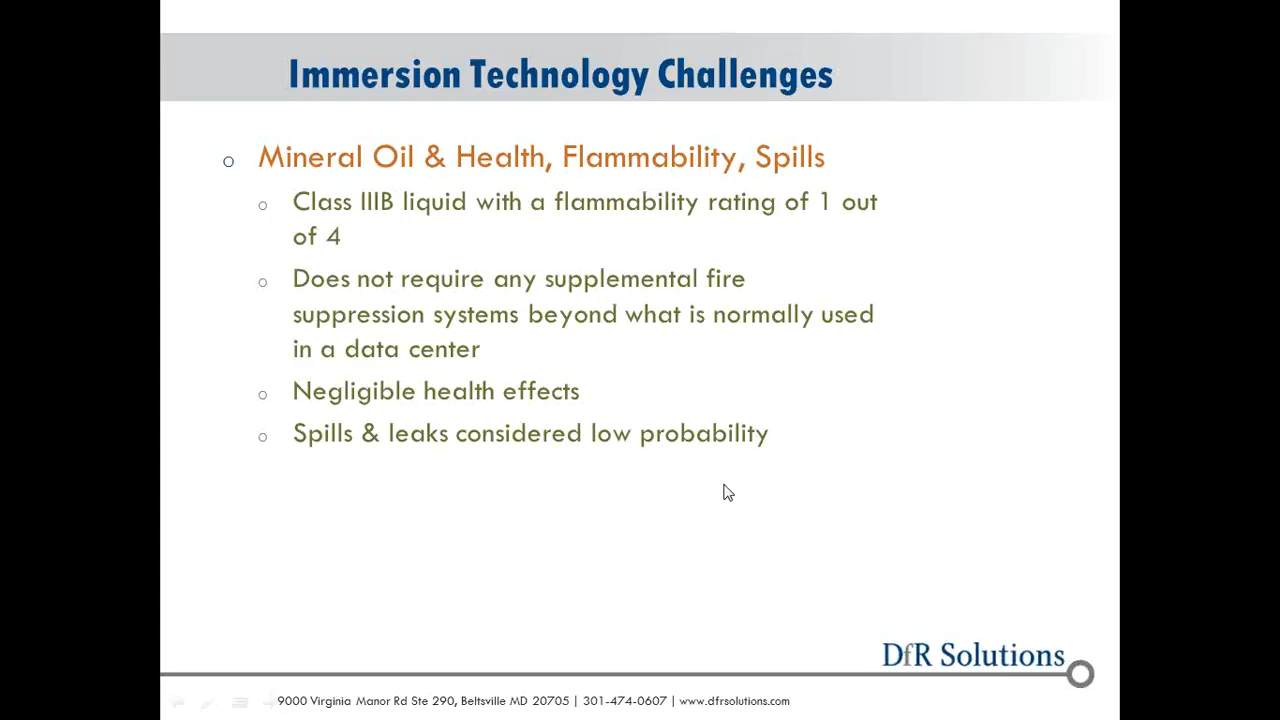 Immersion Technology Challenges
o Mineral Oil & Health, Flammability, Spills
o Class IIIB liquid with a flammability rating of 1 out
of 4
o Does not require any supplemental fire
suppression systems beyond what is normally used
in a data center
o Negligible health effects
o Spills & leaks considered low probability
DfR Solutions
9000 Virginia Manor Rd Ste 290, Beltsville MD 20705 | 301-474-0607 | www.dfrsolutions.com